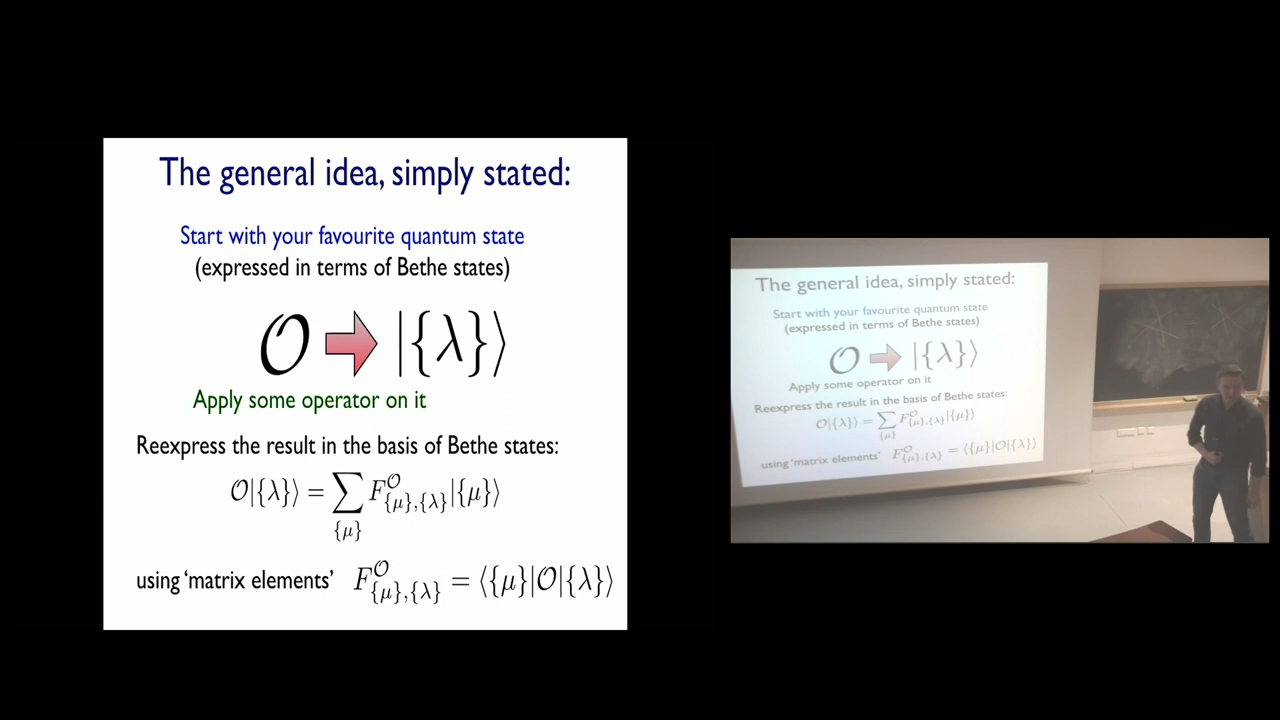 The general idea, simply stated:
Start with your favourite quantum state
(expressed in terms of Bethe states)
𝒪 |{λ}⟩
Apply some operator on it
Reexpress the result in the basis of Bethe states:
𝒪|{λ}⟩ = ∑_{\{μ\}} F^𝒪_{\{μ\},\{λ\}} |{μ}⟩
using ‘matrix elements’ F^𝒪_{\{μ\},\{λ\}} = ⟨{μ}|𝒪|{λ}⟩
The general idea, simply stated:
Start with your favourite quantum state
(expressed in terms of Bethe states)
𝒪 |{λ}⟩
Apply some operator on it
Reexpress the result in the basis of Bethe states:
𝒪|{λ}⟩ = ∑_{\{μ\}} F^𝒪_{\{μ\},\{λ\}} |{μ}⟩
using ‘matrix elements’ F^𝒪_{\{μ\},\{λ\}} = ⟨{μ}|𝒪|{λ}⟩